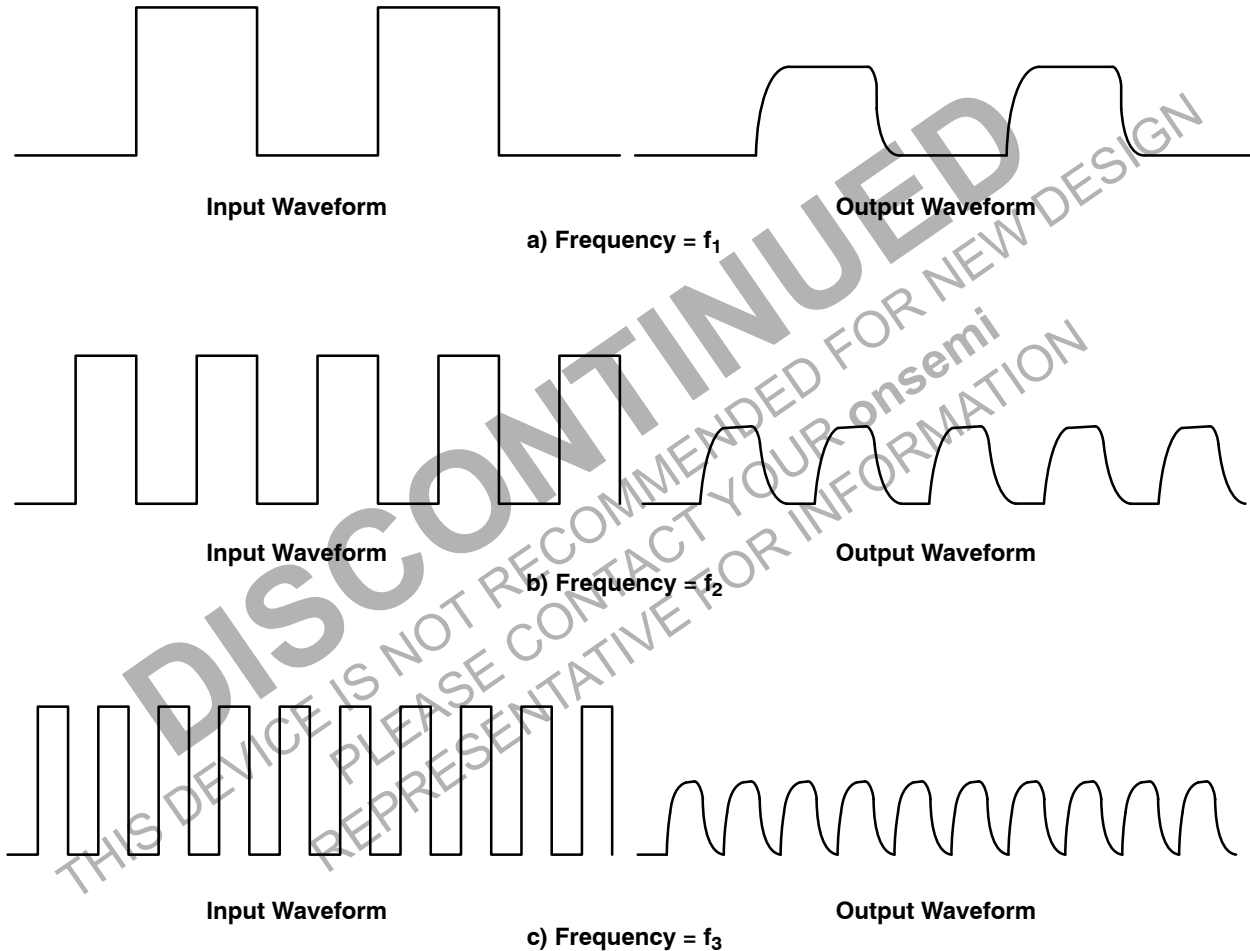 Input Waveform
Output Waveform
a) Frequency = f1
Input Waveform
Output Waveform
b) Frequency = f2
Input Waveform
Output Waveform
c) Frequency = f3
DISCONTINUED
THIS DEVICE IS NOT RECOMMENDED FOR NEW DESIGN
PLEASE CONTACT YOUR onsemi
REPRESENTATIVE FOR INFORMATION